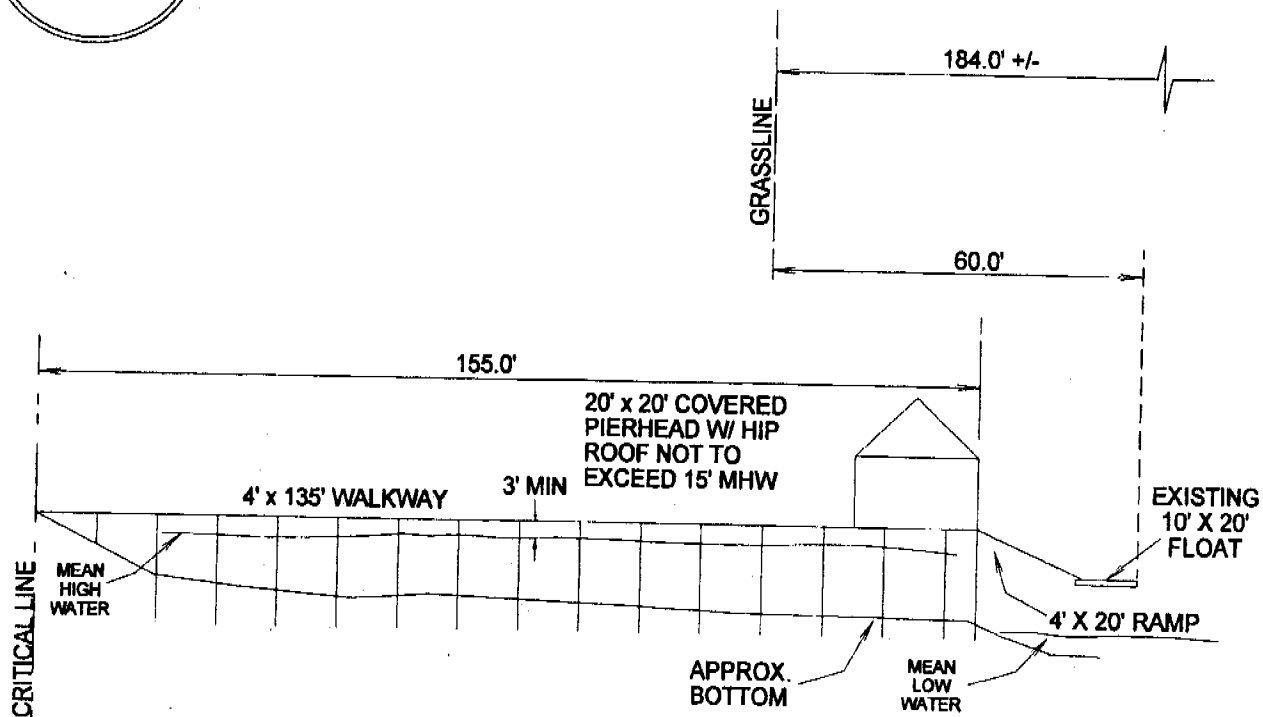 184.0' +/-
GRASSLINE
60.0'
155.0'
20' x 20' COVERED
PIERHEAD W/ HIP
ROOF NOT TO
EXCEED 15' MHW
4' x 135' WALKWAY
3' MIN
EXISTING
10' X 20'
FLOAT
MEAN
HIGH
WATER
CRITICAL LINE
4' X 20' RAMP
APPROX.
BOTTOM
MEAN
LOW
WATER